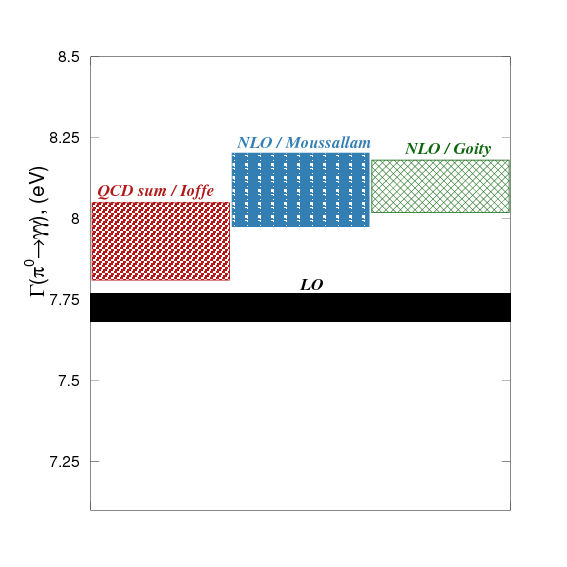 8.5
8.25
NLO / Moussallam
NLO / Goity
QCD sum / Ioffe
8
Γ(π⁰→γγ), (eV)
LO
7.75
7.5
7.25